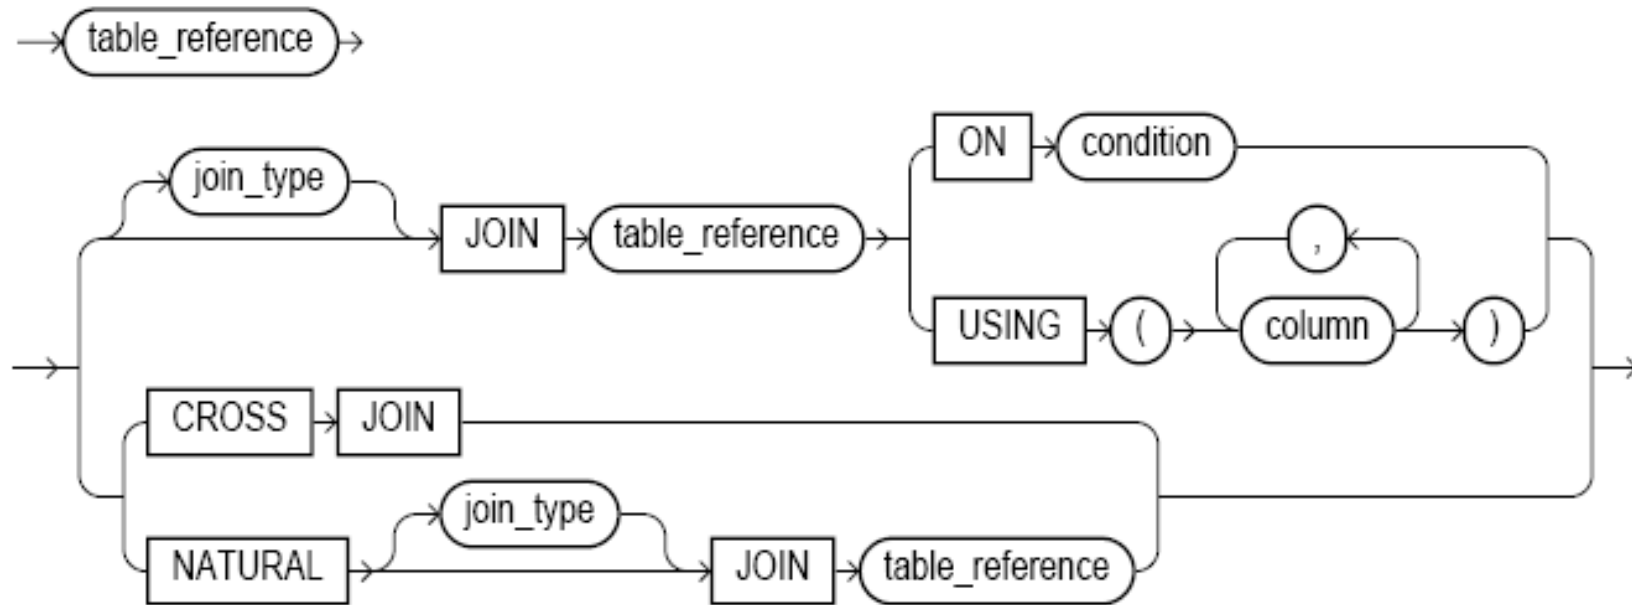 table_reference
join_type JOIN table_reference ON condition
USING ( column , )
CROSS JOIN
NATURAL join_type JOIN table_reference